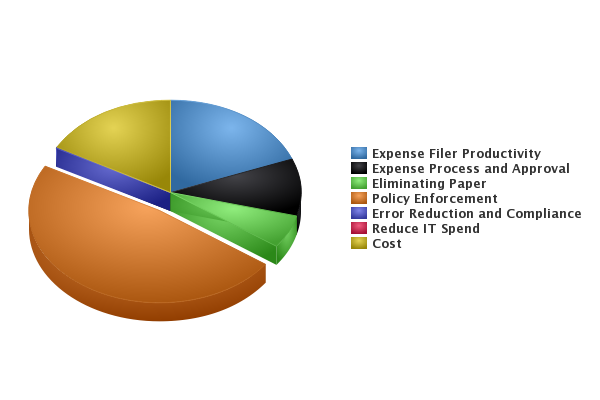 Expense Filer Productivity
Expense Process and Approval
Eliminating Paper
Policy Enforcement
Error Reduction and Compliance
Reduce IT Spend
Cost